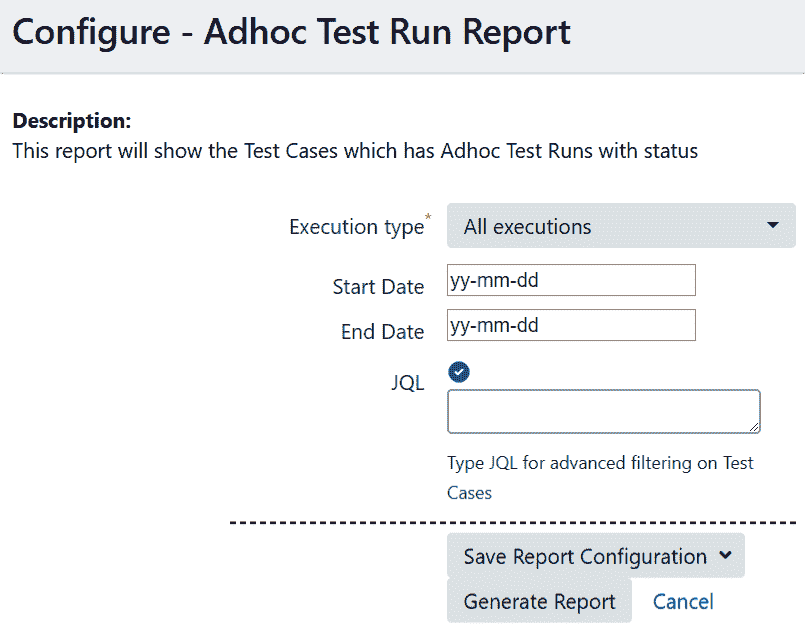 Configure - Adhoc Test Run Report
Description:
This report will show the Test Cases which has Adhoc Test Runs with status
Execution type* All executions
Start Date yy-mm-dd
End Date yy-mm-dd
JQL
Type JQL for advanced filtering on Test
Cases
Save Report Configuration
Generate Report Cancel